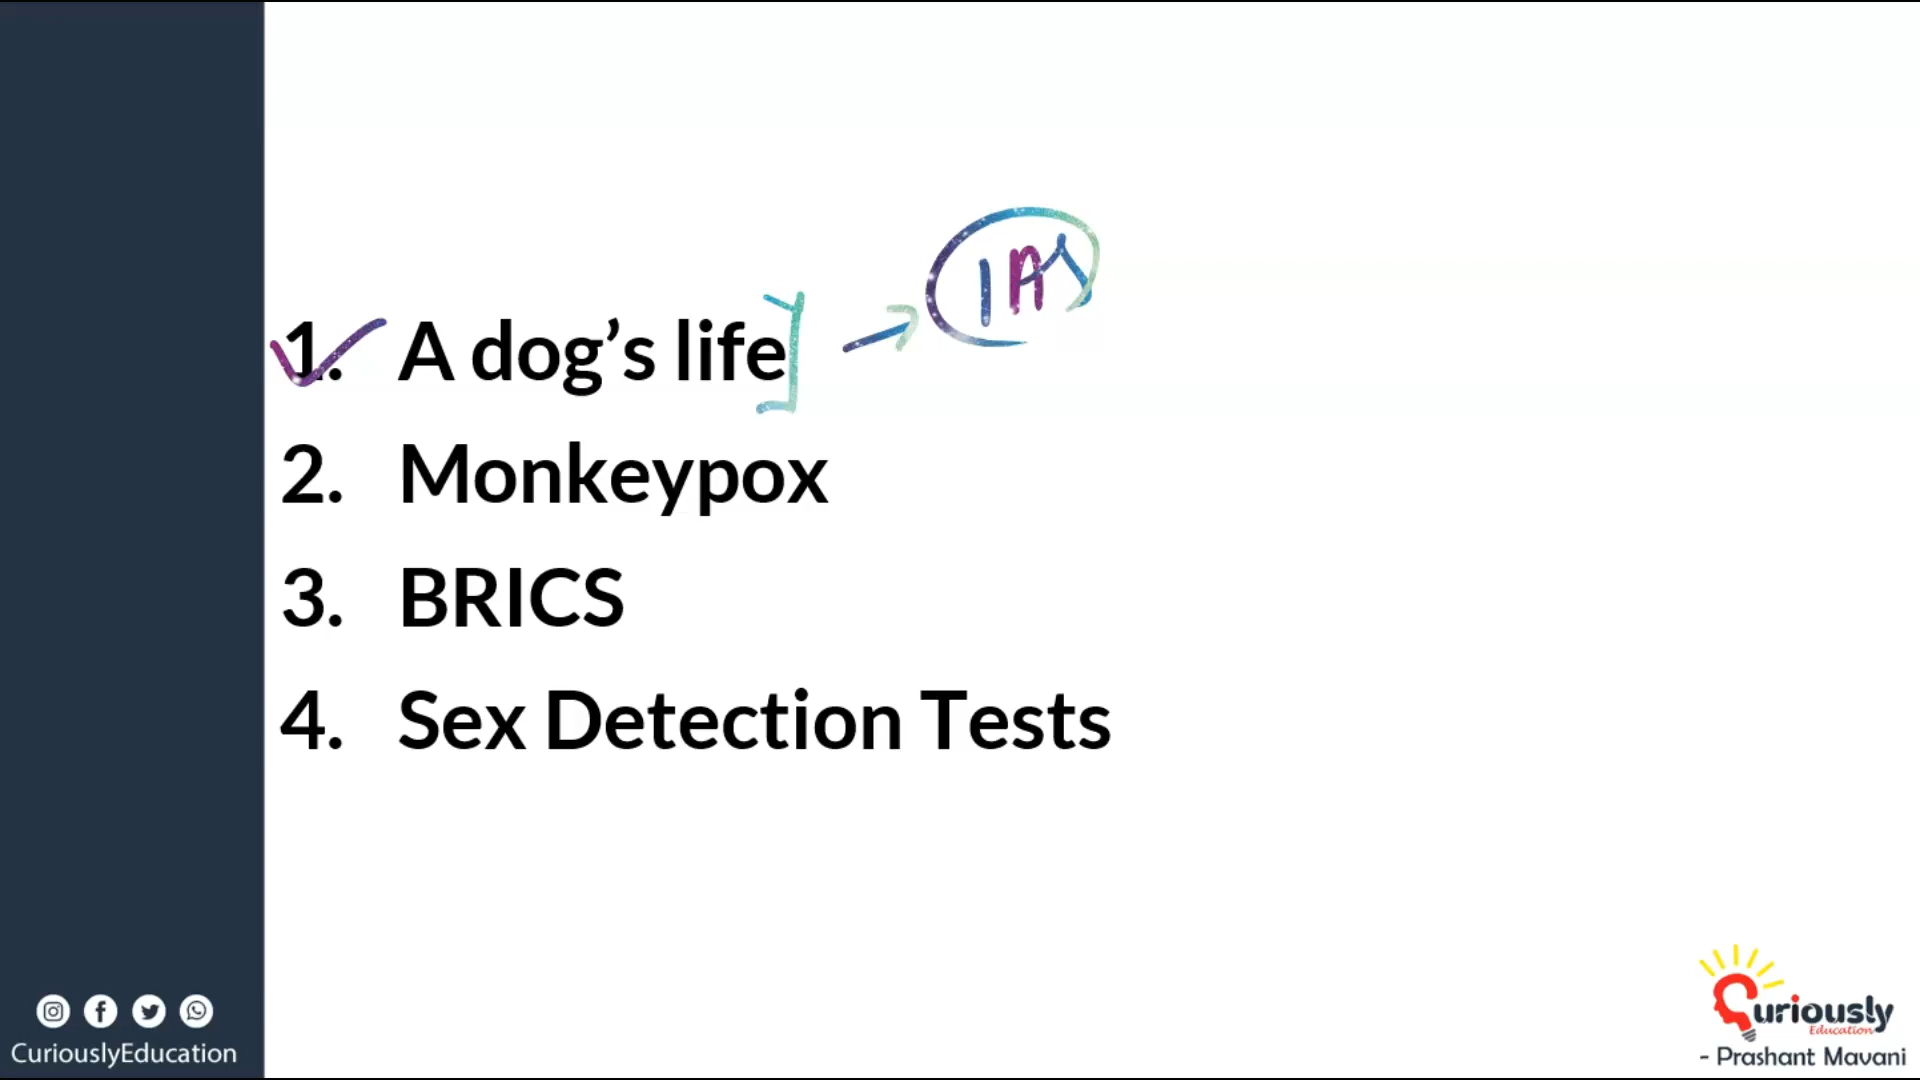 IAS
1. A dog’s life
2. Monkeypox
3. BRICS
4. Sex Detection Tests
CuriouslyEducation
Curiously
Education
- Prashant Mavani